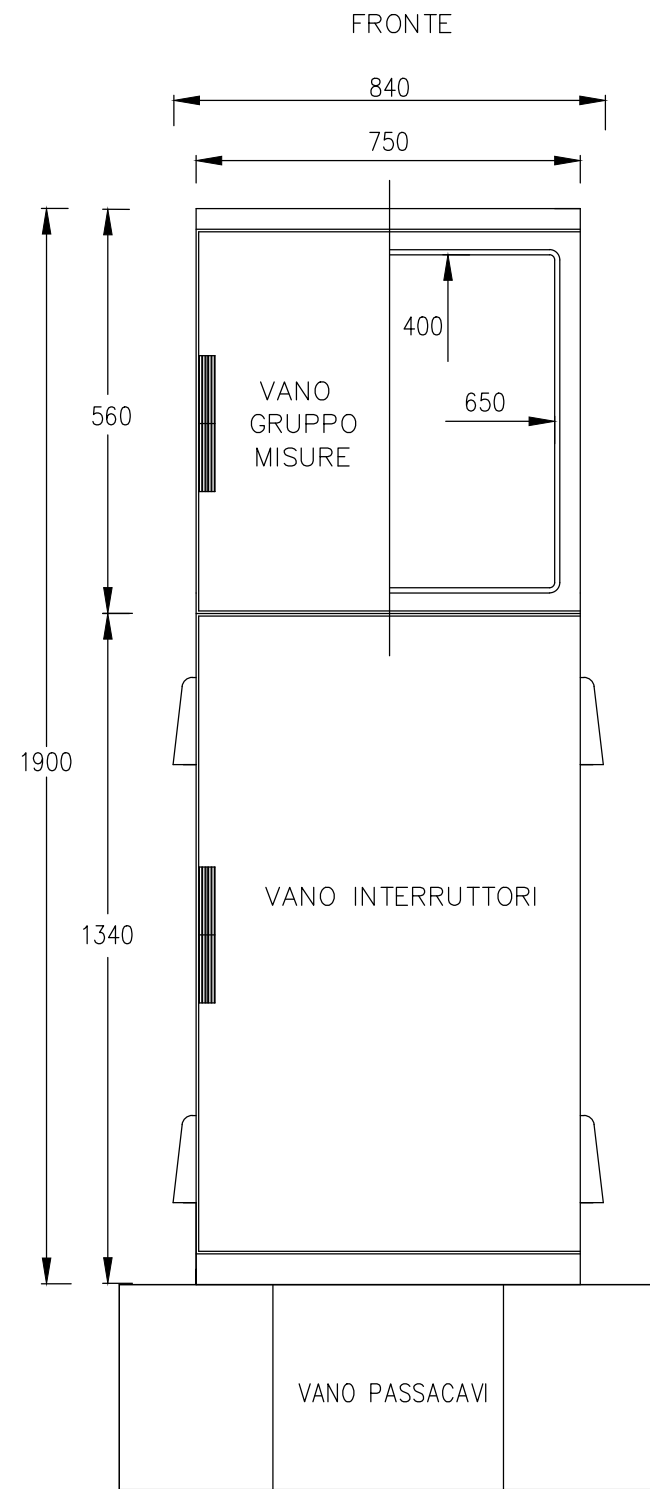 FRONTE
840
750
400
650
VANO
GRUPPO
MISURE
560
1900
VANO INTERRUTTORI
1340
VANO PASSACAVI